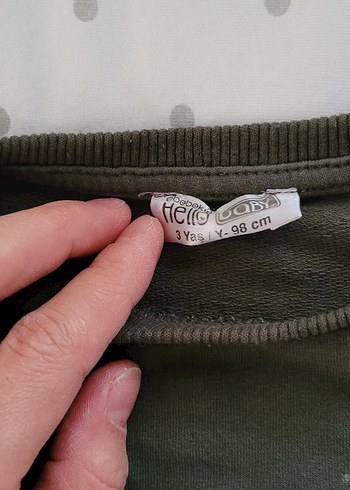 ebebek
Hello baby
3 Yaş / Y- 98 cm